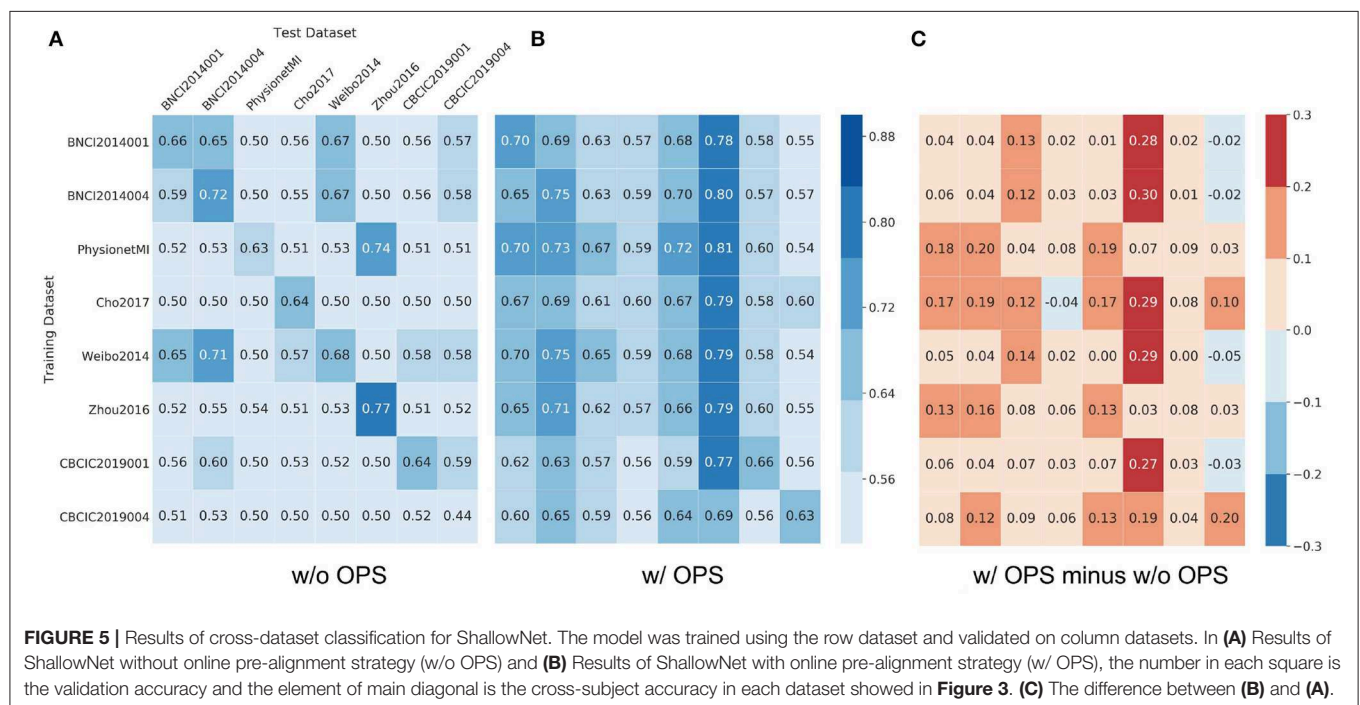 A
Test Dataset
B
C
BNCI2014001
BNCI2014004
PhysionetMI
Cho2017
Weibo2014
Zhou2016
CBCIC2019001
CBCIC2019004
Training Dataset
BNCI2014001 0.66 0.65 0.50 0.56 0.67 0.50 0.56 0.57 0.70 0.69 0.63 0.57 0.68 0.78 0.58 0.55 0.04 0.04 0.13 0.02 0.01 0.28 0.02 -0.02
BNCI2014004 0.59 0.72 0.50 0.55 0.67 0.50 0.56 0.58 0.65 0.75 0.63 0.59 0.70 0.80 0.57 0.57 0.06 0.04 0.12 0.03 0.03 0.30 0.01 -0.02
PhysionetMI 0.52 0.53 0.63 0.51 0.53 0.74 0.51 0.51 0.70 0.73 0.67 0.59 0.72 0.81 0.60 0.54 0.18 0.20 0.04 0.08 0.19 0.07 0.09 0.03
Cho2017 0.50 0.50 0.50 0.64 0.50 0.50 0.50 0.50 0.67 0.69 0.61 0.60 0.67 0.79 0.58 0.60 0.17 0.19 0.12 -0.04 0.17 0.29 0.08 0.10
Weibo2014 0.65 0.71 0.50 0.57 0.68 0.50 0.58 0.58 0.70 0.75 0.65 0.59 0.68 0.79 0.58 0.54 0.05 0.04 0.14 0.02 0.00 0.29 0.00 -0.05
Zhou2016 0.52 0.55 0.54 0.51 0.53 0.77 0.51 0.52 0.65 0.71 0.62 0.57 0.66 0.79 0.60 0.55 0.13 0.16 0.08 0.06 0.13 0.03 0.08 0.03
CBCIC2019001 0.56 0.60 0.50 0.53 0.52 0.50 0.64 0.59 0.62 0.63 0.57 0.56 0.59 0.77 0.66 0.56 0.06 0.04 0.07 0.03 0.07 0.27 0.03 -0.03
CBCIC2019004 0.51 0.53 0.50 0.50 0.50 0.50 0.52 0.44 0.60 0.65 0.59 0.56 0.64 0.69 0.56 0.63 0.08 0.12 0.09 0.06 0.13 0.19 0.04 0.20
0.88
0.80
0.72
0.64
0.56
0.3
0.2
0.1
0.0
−0.1
−0.2
−0.3
w/o OPS
w/ OPS
w/ OPS minus w/o OPS
FIGURE 5 | Results of cross-dataset classification for ShallowNet. The model was trained using the row dataset and validated on column datasets. In (A) Results of
ShallowNet without online pre-alignment strategy (w/o OPS) and (B) Results of ShallowNet with online pre-alignment strategy (w/ OPS), the number in each square is
the validation accuracy and the element of main diagonal is the cross-subject accuracy in each dataset showed in Figure 3. (C) The difference between (B) and (A).